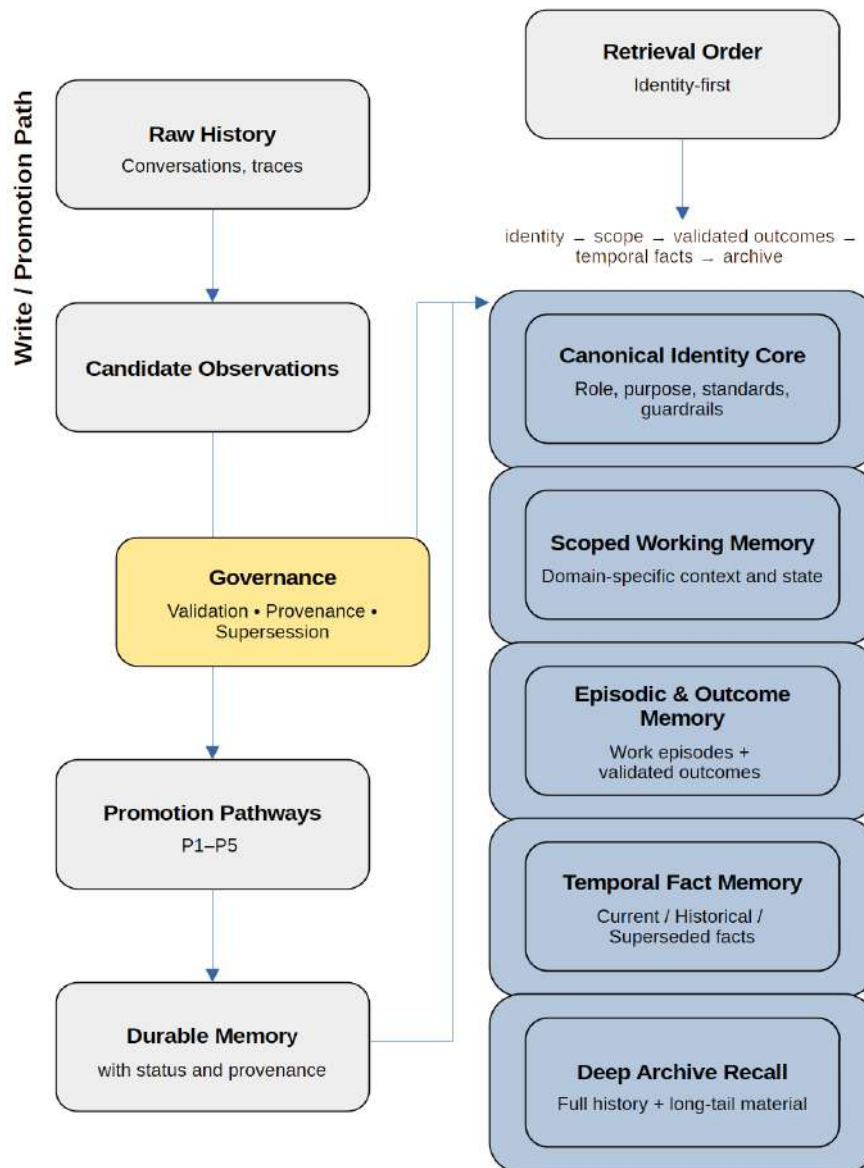 Write / Promotion Path
Raw History
Conversations, traces
Candidate Observations
Governance
Validation • Provenance •
Supersession
Promotion Pathways
P1–P5
Durable Memory
with status and provenance
Retrieval Order
Identity-first
identity → scope → validated outcomes →
temporal facts → archive
Canonical Identity Core
Role, purpose, standards,
guardrails
Scoped Working Memory
Domain-specific context and state
Episodic & Outcome
Memory
Work episodes +
validated outcomes
Temporal Fact Memory
Current / Historical /
Superseded facts
Deep Archive Recall
Full history + long-tail material